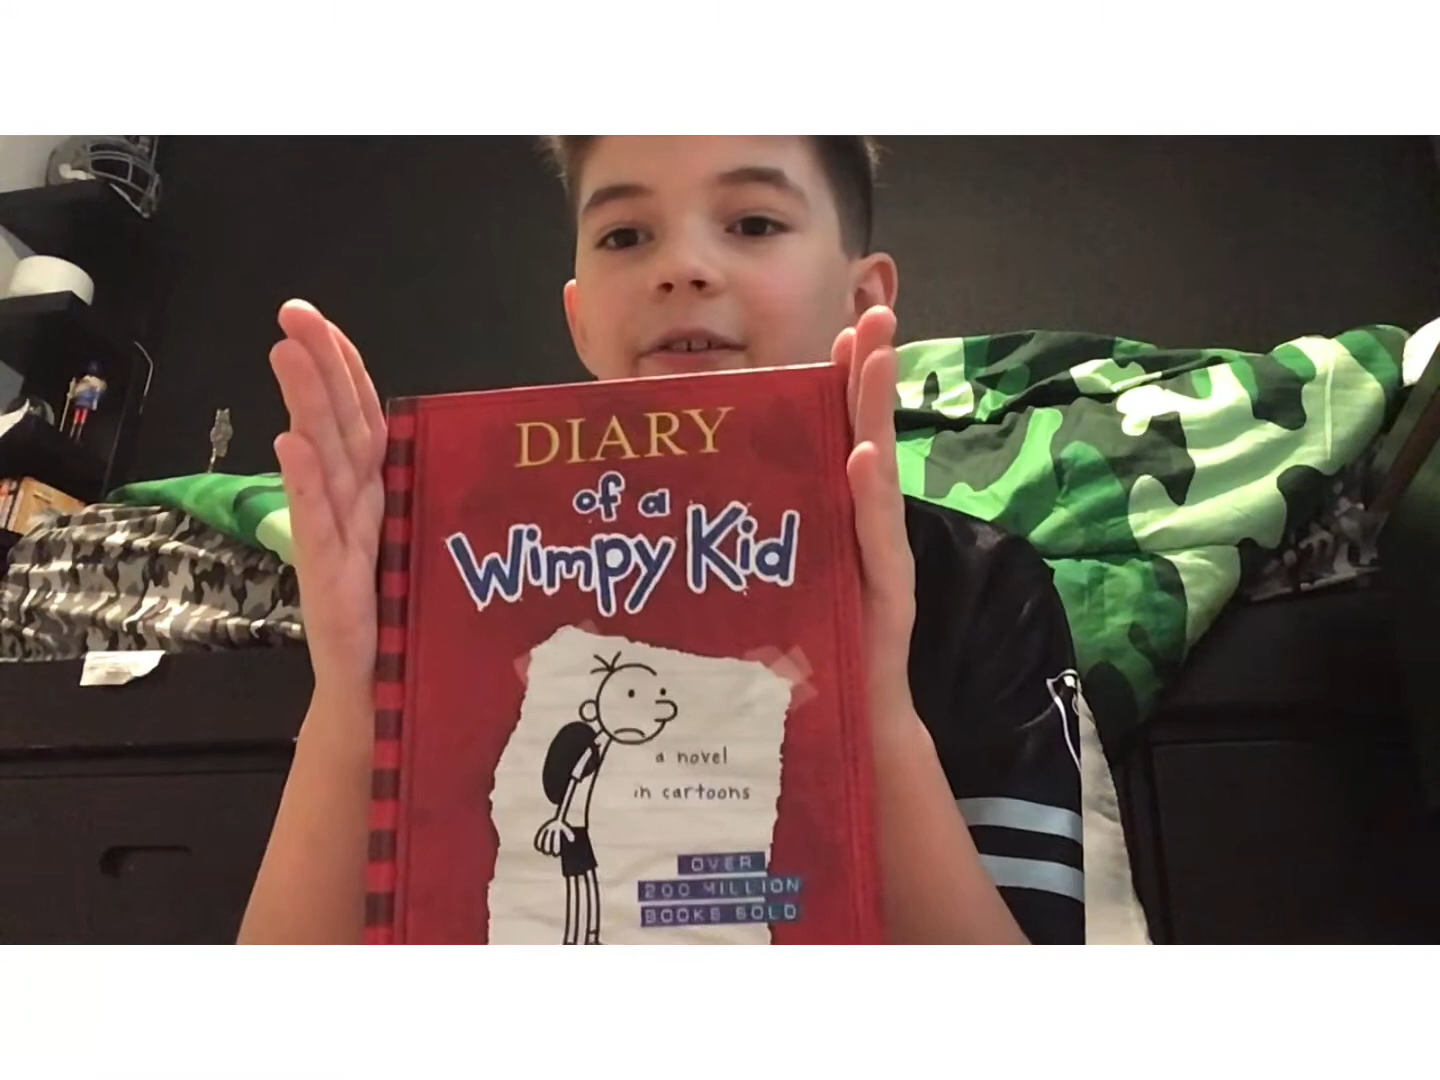 DIARY
of a
Wimpy Kid
a novel
in cartoons
OVER
200 MILLION
BOOKS SOLD